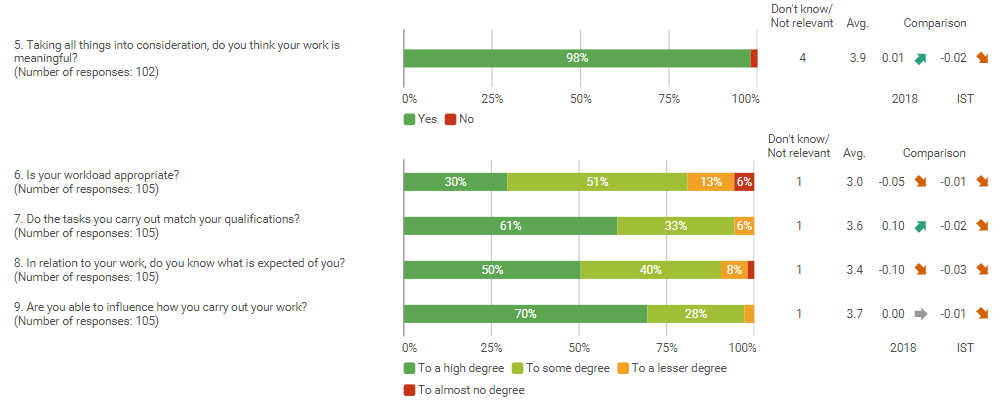 Don't know/
Not relevant Avg. Comparison
5. Taking all things into consideration, do you think your work is
meaningful?
(Number of responses: 102)
98% 4 3.9 0.01 -0.02
0% 25% 50% 75% 100% 2018 IST
Yes No
Don't know/
Not relevant Avg. Comparison
6. Is your workload appropriate?
(Number of responses: 105)
30% 51% 13% 6% 1 3.0 -0.05 -0.01
7. Do the tasks you carry out match your qualifications?
(Number of responses: 105)
61% 33% 6% 1 3.6 0.10 -0.02
8. In relation to your work, do you know what is expected of you?
(Number of responses: 105)
50% 40% 8% 1 3.4 -0.10 -0.03
9. Are you able to influence how you carry out your work?
(Number of responses: 105)
70% 28% 1 3.7 0.00 -0.01
0% 25% 50% 75% 100% 2018 IST
To a high degree To some degree To a lesser degree
To almost no degree